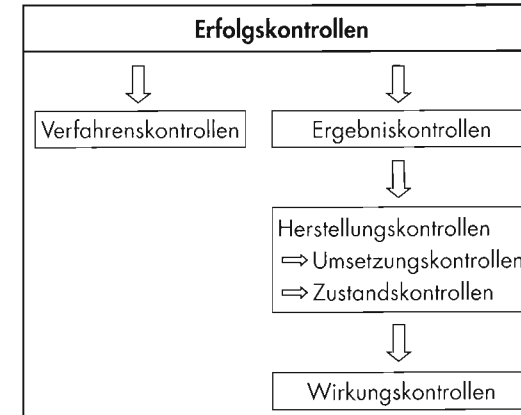 Erfolgskontrollen
Verfahrenskontrollen
Ergebniskontrollen
Herstellungskontrollen
⇨ Umsetzungskontrollen
⇨ Zustandskontrollen
Wirkungskontrollen